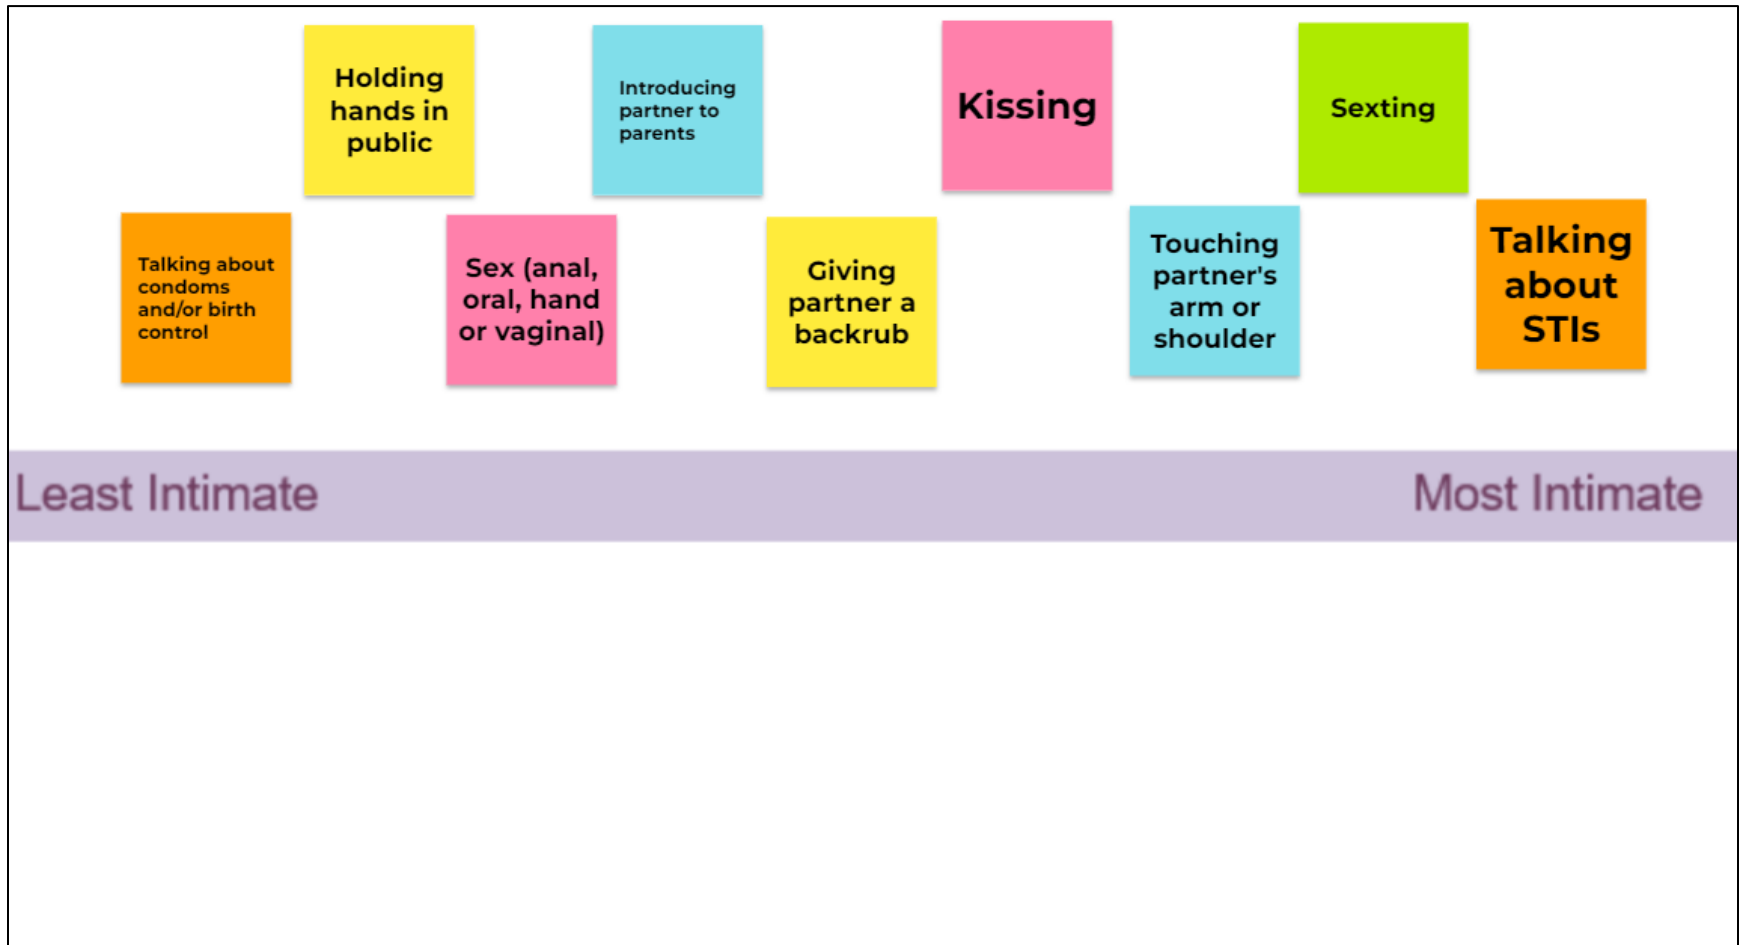 Holding
hands in
public
Introducing
partner to
parents
Kissing
Sexting
Talking about
condoms
and/or birth
control
Sex (anal,
oral, hand
or vaginal)
Giving
partner a
backrub
Touching
partner's
arm or
shoulder
Talking
about
STIs
Least Intimate
Most Intimate